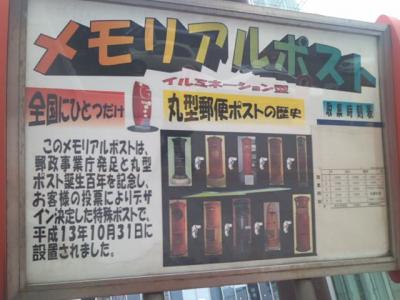 メモリアルポスト
全国にひとつだけ
イルミネーション
丸型郵便ポストの歴史
取集時刻表
このメモリアルポストは、
郵政事業庁発足と丸型
ポスト誕生百年を記念し、
お客様の投票によりデザ
イン決定した特殊ポストで、
平成13年10月31日に
設置されました。